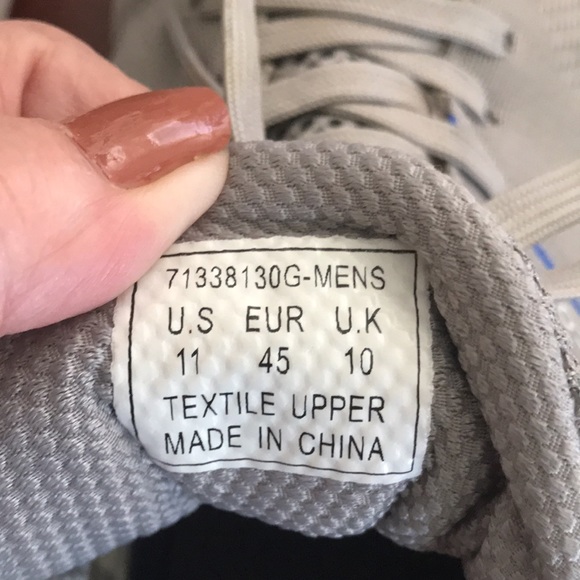 71338130G-MENS
U.S EUR U.K
11 45 10
TEXTILE UPPER
MADE IN CHINA